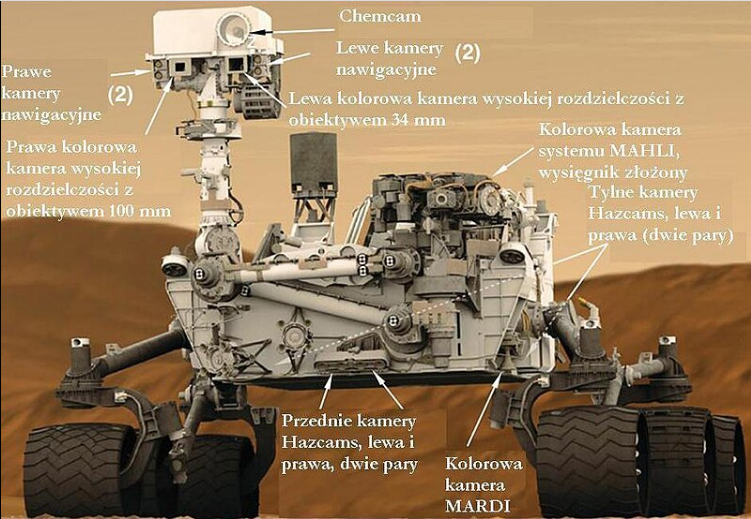 Chemcam
Lewe kamery
nawigacyjne
(2)
Prawe
kamery
nawigacyjne
(2)
Lewa kolorowa kamera wysokiej rozdzielczości z
obiektywem 34 mm
Prawa kolorowa
kamera wysokiej
rozdzielczości z
obiektywem 100 mm
Kolorowa kamera
systemu MAHLI,
wysięgnik złożony
Tylne kamery
Hazcams, lewa i
prawa (dwie pary)
Przednie kamery
Hazcams, lewa i
prawa, dwie pary
Kolorowa
kamera
MARDI